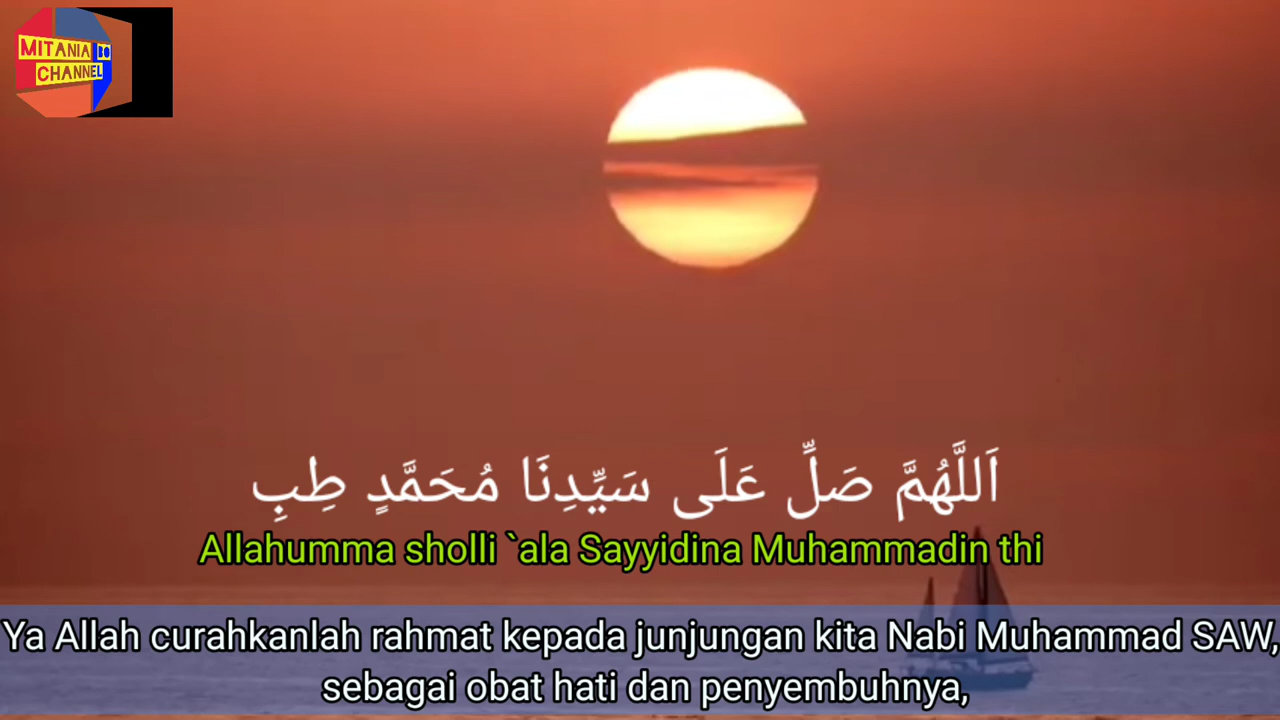 MITANIA BO
CHANNEL
اَللَّهُمَّ صَلِّ عَلَى سَيِّدِنَا مُحَمَّدٍ طِبِ
Allahumma sholli `ala Sayyidina Muhammadin thi
Ya Allah curahkanlah rahmat kepada junjungan kita Nabi Muhammad SAW,
sebagai obat hati dan penyembuhnya,